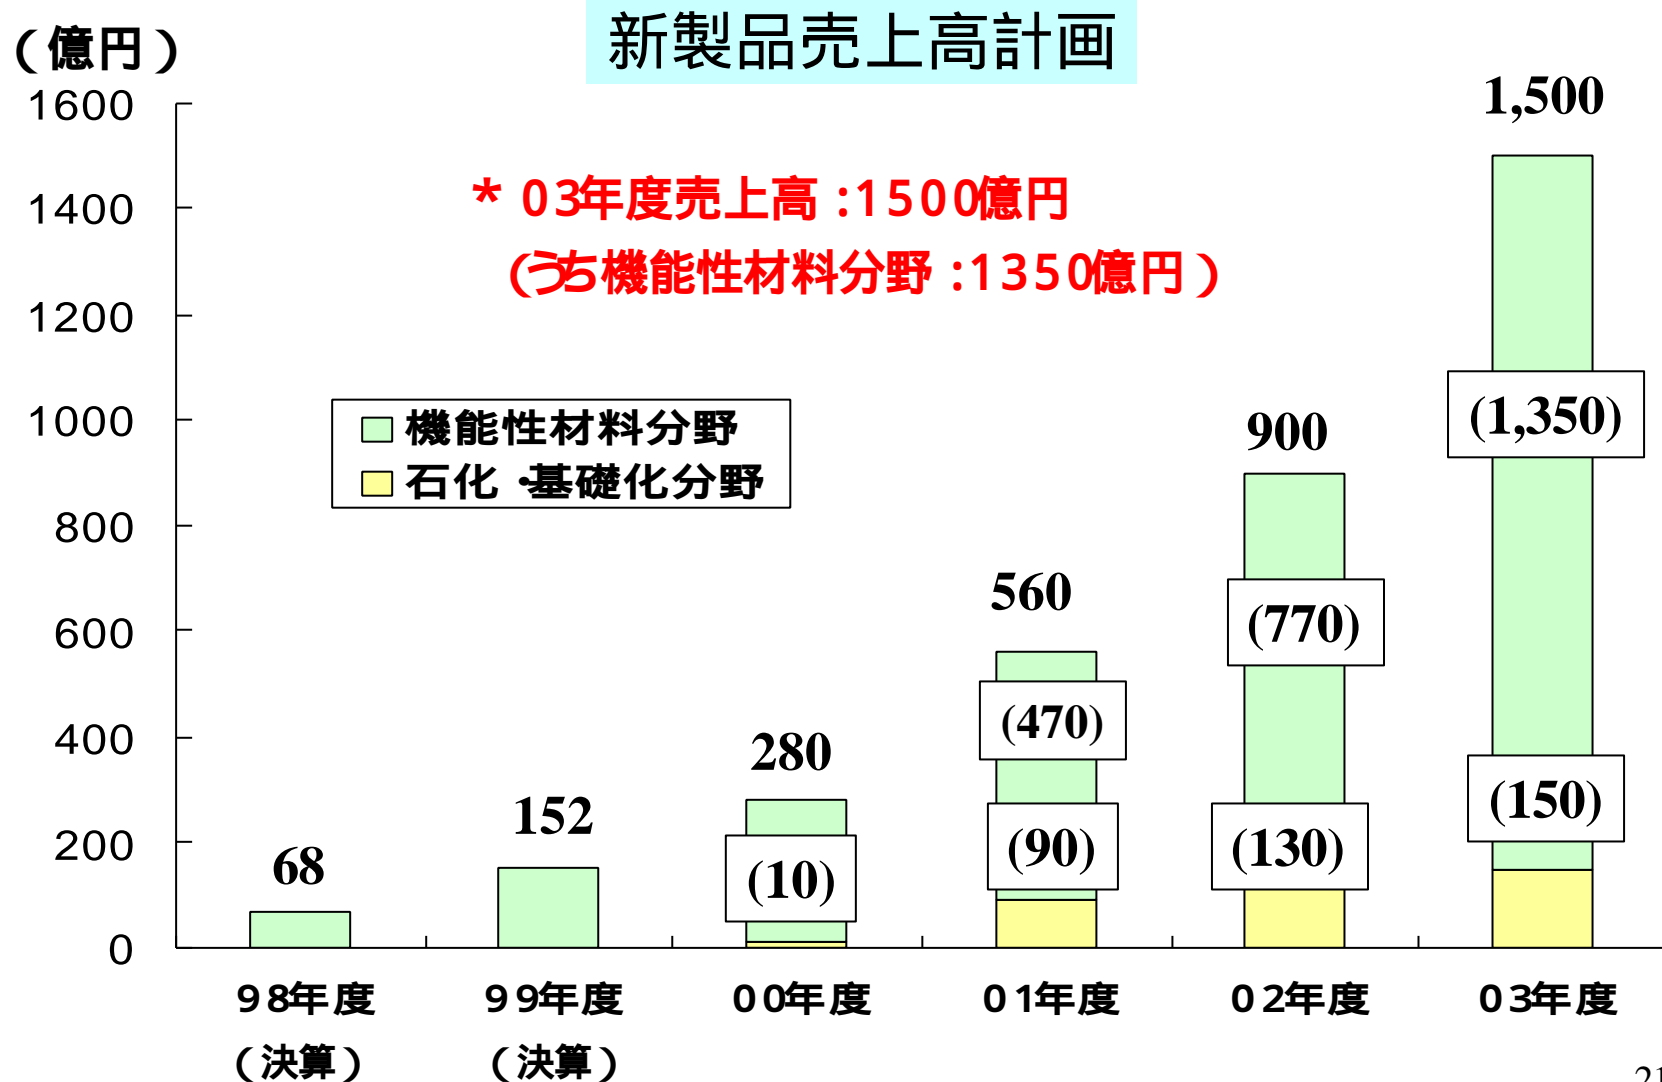 新製品売上高計画
（億円）
1600
1400
1200
1000
800
600
400
200
0
＊03年度売上高：1500億円
（うち機能性材料分野：1350億円）
機能性材料分野
石化・基礎化分野
68
152
280
(10)
560
(470)
(90)
900
(770)
(130)
1,500
(1,350)
(150)
98年度
（決算）
99年度
（決算）
00年度
01年度
02年度
03年度
21